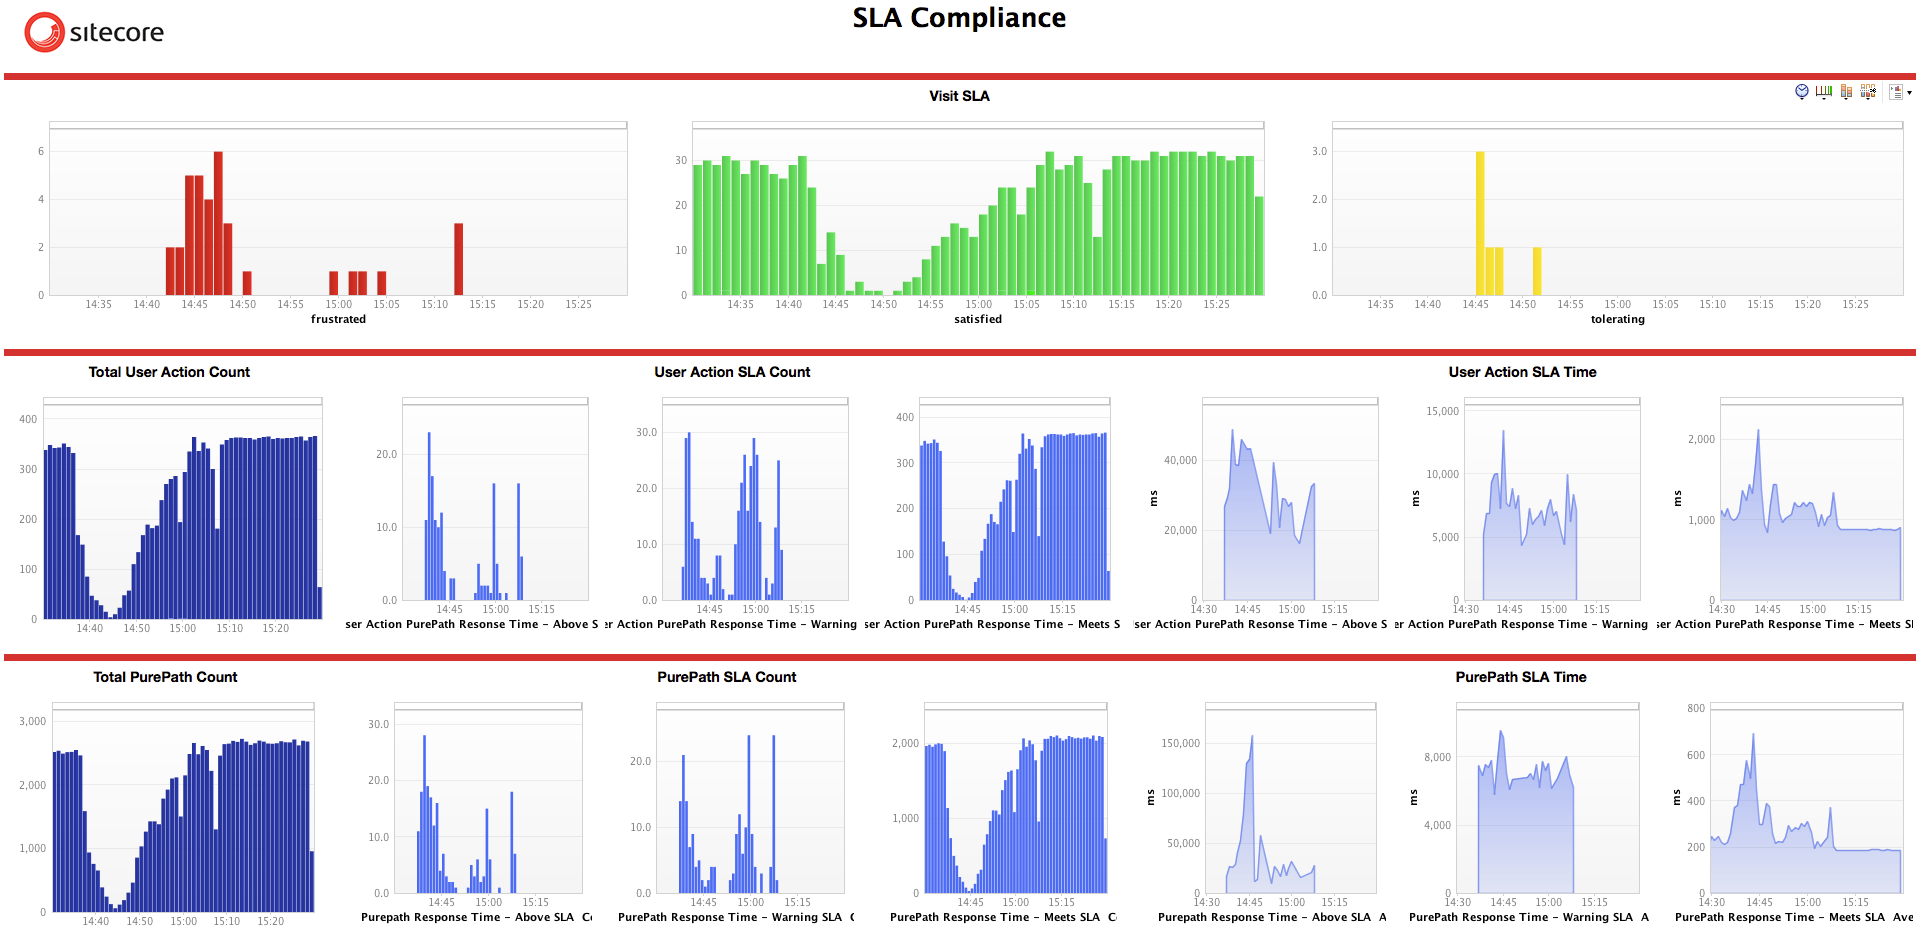 sitecore
SLA Compliance
Visit SLA
6
4
2
0
14:35 14:40 14:45 14:50 14:55 15:00 15:05 15:10 15:15 15:20 15:25
frustrated
30
20
10
0
14:35 14:40 14:45 14:50 14:55 15:00 15:05 15:10 15:15 15:20 15:25
satisfied
3.0
2.0
1.0
0.0
14:35 14:40 14:45 14:50 14:55 15:00 15:05 15:10 15:15 15:20 15:25
tolerating
Total User Action Count
400
300
200
100
0
14:40 14:50 15:00 15:10 15:20
User Action SLA Count
20.0
10.0
0.0
14:45 15:00 15:15
ser Action PurePath Resonse Time - Above S
30.0
20.0
10.0
0.0
14:45 15:00 15:15
er Action PurePath Response Time - Warning
400
300
200
100
0
14:45 15:00 15:15
ser Action PurePath Response Time - Meets S
User Action SLA Time
ms
40,000
20,000
0
14:30 14:45 15:00 15:15
ser Action PurePath Resonse Time - Above S
ms
15,000
10,000
5,000
0
14:30 14:45 15:00 15:15
er Action PurePath Response Time - Warning
ms
2,000
1,000
0
14:30 14:45 15:00 15:15
ser Action PurePath Response Time - Meets SI
Total PurePath Count
3,000
2,000
1,000
0
14:40 14:50 15:00 15:10 15:20
PurePath SLA Count
30.0
20.0
10.0
0.0
14:45 15:00 15:15
Purepath Response Time - Above SLA Co
20.0
10.0
0.0
14:45 15:00 15:15
PurePath Response Time - Warning SLA C
2,000
1,000
0
14:45 15:00 15:15
PurePath Response Time - Meets SLA Co
PurePath SLA Time
ms
150,000
100,000
50,000
0
14:30 14:45 15:00 15:15
Purepath Response Time - Above SLA A
ms
8,000
4,000
0
14:30 14:45 15:00 15:15
PurePath Response Time - Warning SLA A
ms
800
600
400
200
0
14:30 14:45 15:00 15:15
PurePath Response Time - Meets SLA Ave